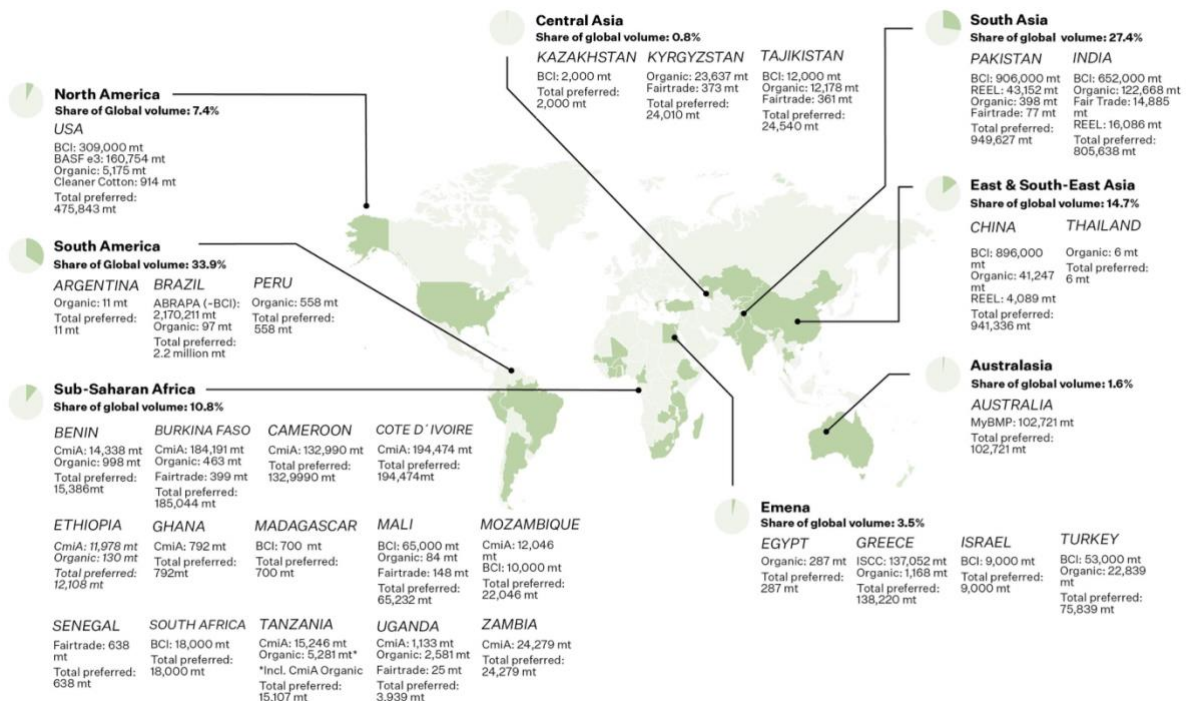 North America
Share of Global volume: 7.4%
USA
BCI: 309,000 mt
BASF e3: 160,754 mt
Organic: 5,175 mt
Cleaner Cotton: 914 mt
Total preferred:
475,843 mt
South America
Share of Global volume: 33.9%
ARGENTINA
Organic: 11 mt
Total preferred:
11 mt
BRAZIL
ABRAPA (-BCI):
2,170,211 mt
Organic: 97 mt
Total preferred:
2.2 million mt
PERU
Organic: 558 mt
Total preferred:
558 mt
Sub-Saharan Africa
Share of global volume: 10.8%
BENIN
CmiA: 14,338 mt
Organic: 998 mt
Total preferred:
15,386mt
BURKINA FASO
CmiA: 184,191 mt
Organic: 463 mt
Fairtrade: 399 mt
Total preferred:
185,044 mt
CAMEROON
CmiA: 132,990 mt
Total preferred:
132,9990 mt
COTE D´IVOIRE
CmiA: 194,474 mt
Total preferred:
194,474mt
ETHIOPIA
CmiA: 11,978 mt
Organic: 130 mt
Total preferred:
12,108 mt
GHANA
CmiA: 792 mt
Total preferred:
792mt
MADAGASCAR
BCI: 700 mt
Total preferred:
700 mt
MALI
BCI: 65,000 mt
Organic: 84 mt
Fairtrade: 148 mt
Total preferred:
65,232 mt
MOZAMBIQUE
CmiA: 12,046
mt
BCI: 10,000 mt
Total preferred:
22,046 mt
SENEGAL
Fairtrade: 638
mt
Total preferred:
638 mt
SOUTH AFRICA
BCI: 18,000 mt
Total preferred:
18,000 mt
TANZANIA
CmiA: 15,246 mt
Organic: 5,281 mt*
*Incl. CmiA Organic
Total preferred:
15,107 mt
UGANDA
CmiA: 1,133 mt
Organic: 2,581 mt
Fairtrade: 25 mt
Total preferred:
3,939 mt
ZAMBIA
CmiA: 24,279 mt
Total preferred:
24,279 mt
Central Asia
Share of global volume: 0.8%
KAZAKHSTAN
BCI: 2,000 mt
Total preferred:
2,000 mt
KYRGYZSTAN
Organic: 23,637 mt
Fairtrade: 373 mt
Total preferred:
24,010 mt
TAJIKISTAN
BCI: 12,000 mt
Organic: 12,178 mt
Fairtrade: 361 mt
Total preferred:
24,540 mt
South Asia
Share of global volume: 27.4%
PAKISTAN
BCI: 906,000 mt
REEL: 43,152 mt
Organic: 398 mt
Fairtrade: 77 mt
Total preferred:
949,627 mt
INDIA
BCI: 652,000 mt
Organic: 122,668 mt
Fair Trade: 14,885
mt
REEL: 16,086 mt
Total preferred:
805,638 mt
East & South-East Asia
Share of global volume: 14.7%
CHINA
BCI: 896,000
mt
Organic: 41,247
mt
REEL: 4,089 mt
Total preferred:
941,336 mt
THAILAND
Organic: 6 mt
Total preferred:
6 mt
Australasia
Share of global volume: 1.6%
AUSTRALIA
MyBMP: 102,721 mt
Total preferred:
102,721 mt
Emena
Share of global volume: 3.5%
EGYPT
Organic: 287 mt
Total preferred:
287 mt
GREECE
ISCC: 137,052 mt
Organic: 1,168 mt
Total preferred:
138,220 mt
ISRAEL
BCI: 9,000 mt
Total preferred:
9,000 mt
TURKEY
BCI: 53,000 mt
Organic: 22,839
mt
Total preferred:
75,839 mt